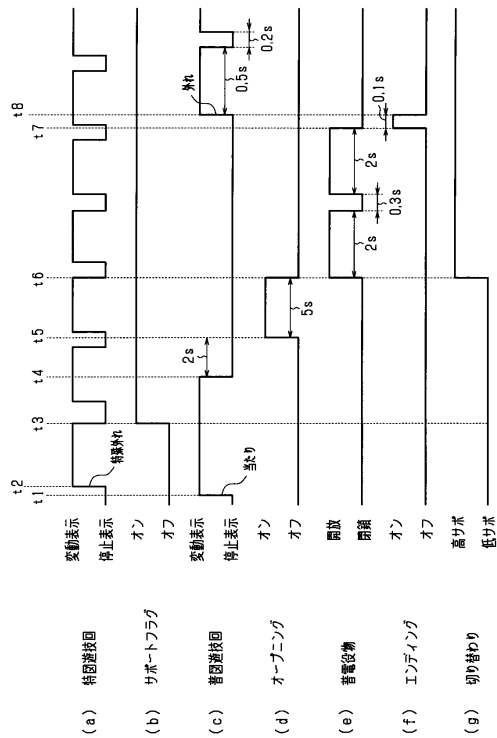 t1
t2
t3
t4
t5
t6
t7
t8
(a) 特図遊技回
変動表示
停止表示
特殊外れ
(b) サポートフラグ
オン
オフ
(c) 普図遊技回
変動表示
停止表示
当たり
2s
外れ
0.5s
0.2s
(d) オープニング
オン
オフ
5s
(e) 普電役物
開放
閉鎖
2s
0.3s
2s
(f) エンディング
オン
オフ
0.1s
(g) 切り替わり
高サポ
低サポ